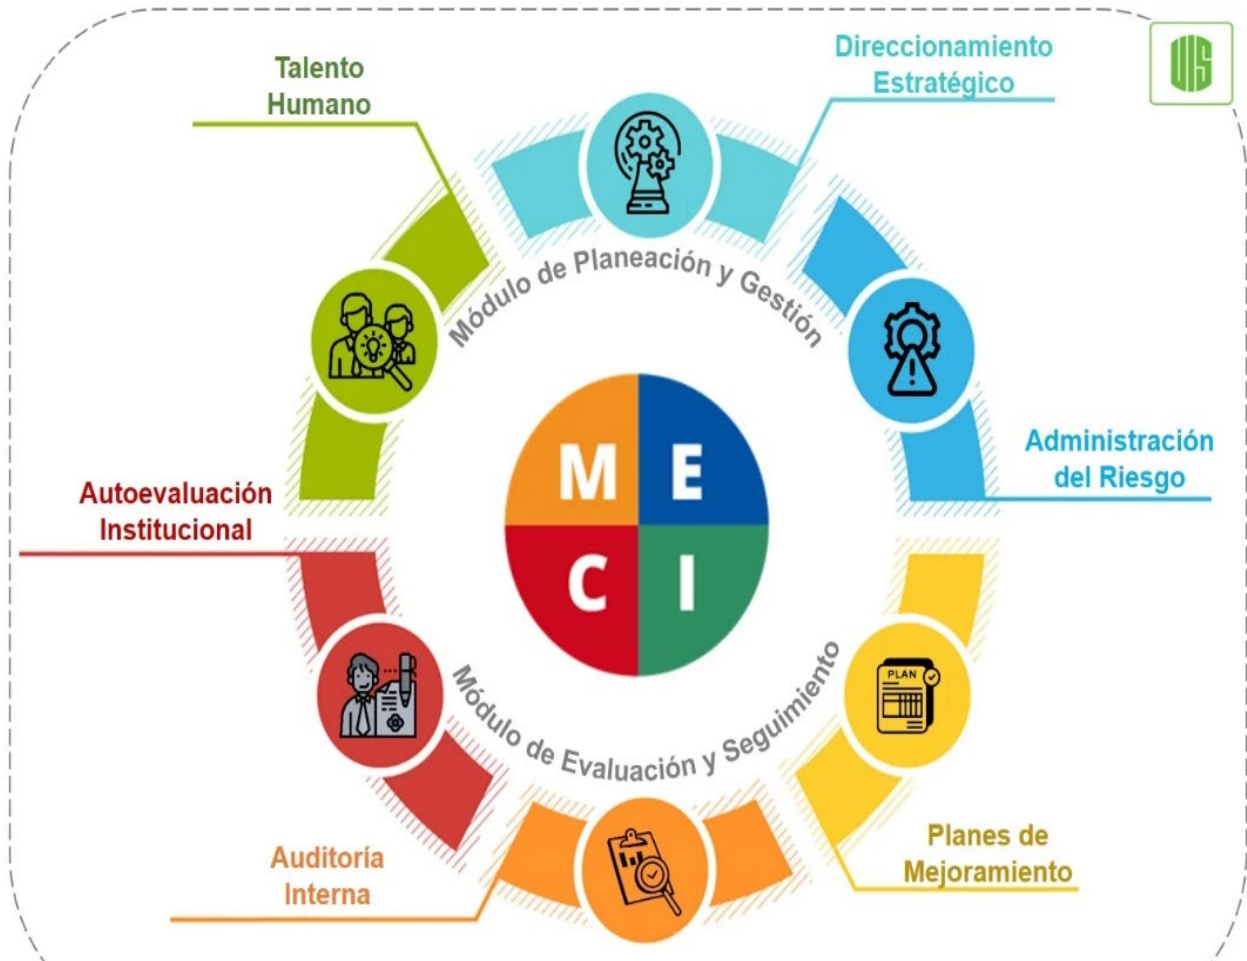 Direccionamiento
Estratégico
UIS
Talento
Humano
Módulo de Planeación y Gestión
Administración
del Riesgo
Autoevaluación
Institucional
M E
C I
PLAN
Módulo de Evaluación y Seguimiento
Planes de
Mejoramiento
Auditoría
Interna